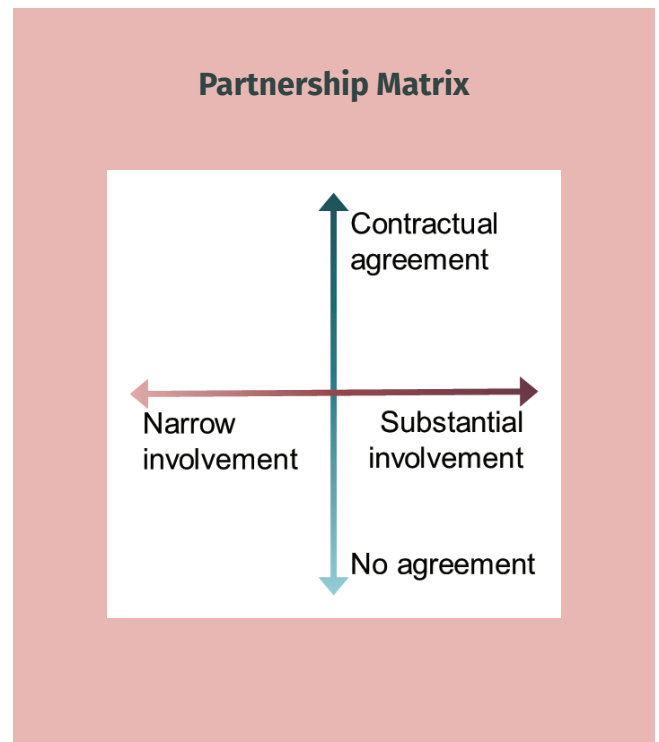 Partnership Matrix
Contractual
agreement
Narrow
involvement
Substantial
involvement
No agreement